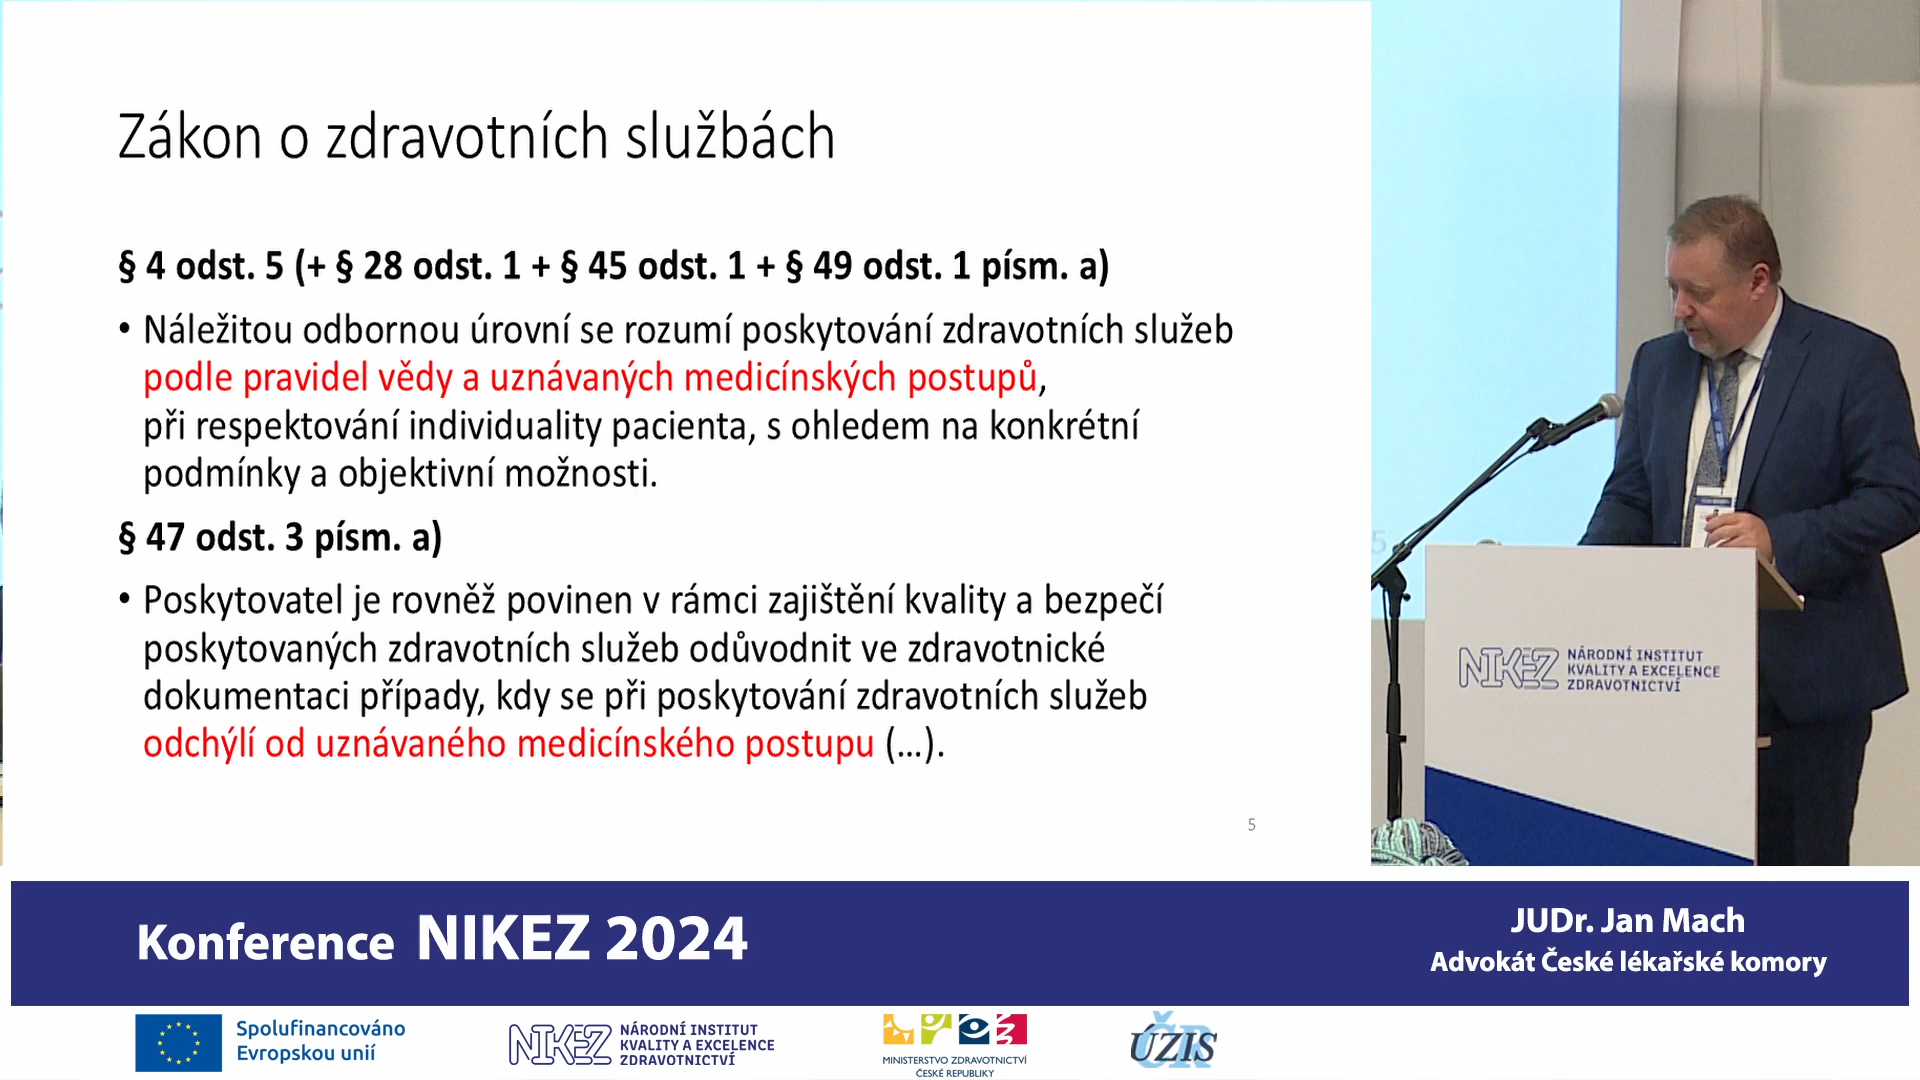 Zákon o zdravotních službách
§ 4 odst. 5 (+ § 28 odst. 1 + § 45 odst. 1 + § 49 odst. 1 písm. a)
• Náležitou odbornou úrovní se rozumí poskytování zdravotních služeb
podle pravidel vědy a uznávaných medicínských postupů,
při respektování individuality pacienta, s ohledem na konkrétní
podmínky a objektivní možnosti.
§ 47 odst. 3 písm. a)
• Poskytovatel je rovněž povinen v rámci zajištění kvality a bezpečí
poskytovaných zdravotních služeb odůvodnit ve zdravotnické
dokumentaci případy, kdy se při poskytování zdravotních služeb
odchýlí od uznávaného medicínského postupu (…).
5
5
NIKEZ
NÁRODNÍ INSTITUT
KVALITY A EXCELENCE
ZDRAVOTNICTVÍ
Konference NIKEZ 2024
JUDr. Jan Mach
Advokát České lékařské komory
Spolufinancováno
Evropskou unií
NIKEZ
NÁRODNÍ INSTITUT
KVALITY A EXCELENCE
ZDRAVOTNICTVÍ
MINISTERSTVO ZDRAVOTNICTVÍ
ČESKÉ REPUBLIKY
ÚZIS
ČR